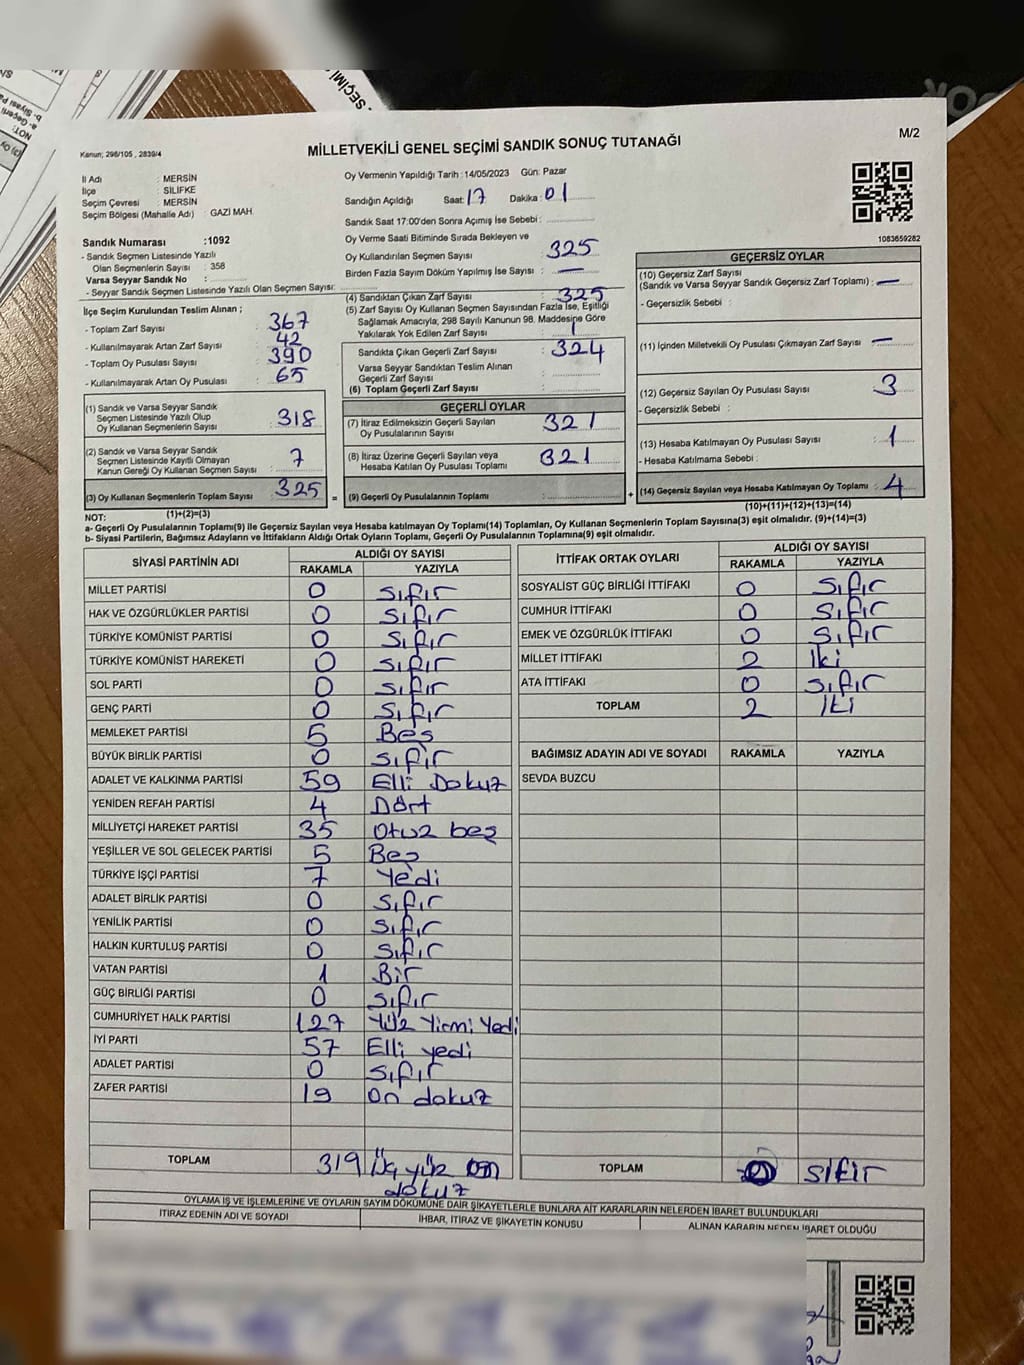 SEÇİMİ
NOT:
M/2
Kanun; 298/105 , 2839/4
MİLLETVEKİLİ GENEL SEÇİMİ SANDIK SONUÇ TUTANAĞI
İl Adı : MERSİN
İlçe : SİLİFKE
Seçim Çevresi : MERSİN
Seçim Bölgesi (Mahalle Adı) : GAZİ MAH.
Oy Vermenin Yapıldığı Tarih :14/05/2023 Gün: Pazar
Sandığın Açıldığı Saat: 17 Dakika: 01
Sandık Saat 17:00'den Sonra Açımış İse Sebebi :
1083659282
Sandık Numarası :1092
- Sandık Seçmen Listesinde Yazılı
Olan Seçmenlerin Sayısı : 358
Varsa Seyyar Sandık No :
- Seyyar Sandık Seçmen Listesinde Yazılı Olan Seçmen Sayısı:
Oy Verme Saati Bitiminde Sırada Bekleyen ve
Oy Kullandırılan Seçmen Sayısı : 325
Birden Fazla Sayım Döküm Yapılmış İse Sayısı : —
İlçe Seçim Kurulundan Teslim Alınan ;
- Toplam Zarf Sayısı : 367
- Kullanılmayarak Artan Zarf Sayısı : 42
- Toplam Oy Pusulası Sayısı : 390
- Kullanılmayarak Artan Oy Pusulası : 65
(4) Sandıktan Çıkan Zarf Sayısı : 325
(5) Zarf Sayısı Oy Kullanan Seçmen Sayısından Fazla İse, Eşitliği
Sağlamak Amacıyla, 298 Sayılı Kanunun 98. Maddesine Göre
Yakılarak Yok Edilen Zarf Sayısı : 1
Sandıkta Çıkan Geçerli Zarf Sayısı : 324
Varsa Seyyar Sandıktan Teslim Alınan
Geçerli Zarf Sayısı :
(6) Toplam Geçerli Zarf Sayısı :
(1) Sandık ve Varsa Seyyar Sandık
Seçmen Listesinde Yazılı Olup
Oy Kullanan Seçmenlerin Sayısı : 318
(2) Sandık ve Varsa Seyyar Sandık
Seçmen Listesinde Kayıtlı Olmayan
Kanun Gereği Oy Kullanan Seçmen Sayısı : 7
(3) Oy Kullanan Seçmenlerin Toplam Sayısı : 325 =
(1)+(2)=(3)
GEÇERLİ OYLAR
(7) İtiraz Edilmeksizin Geçerli Sayılan
Oy Pusulalarının Sayısı : 321
(8) İtiraz Üzerine Geçerli Sayılan veya
Hesaba Katılan Oy Pusulası Toplamı : 321
(9) Geçerli Oy Pusulalarının Toplamı : +
GEÇERSİZ OYLAR
(10) Geçersiz Zarf Sayısı
(Sandık ve Varsa Seyyar Sandık Geçersiz Zarf Toplamı) : —
- Geçersizlik Sebebi :
(11) İçinden Milletvekili Oy Pusulası Çıkmayan Zarf Sayısı : —
(12) Geçersiz Sayılan Oy Pusulası Sayısı : 3
- Geçersizlik Sebebi :
(13) Hesaba Katılmayan Oy Pusulası Sayısı : 1
- Hesaba Katılmama Sebebi :
(14) Geçersiz Sayılan veya Hesaba Katılmayan Oy Toplamı : 4
(10)+(11)+(12)+(13)=(14)
NOT:
a- Geçerli Oy Pusulalarının Toplamı(9) ile Geçersiz Sayılan veya Hesaba katılmayan Oy Toplamı(14) Toplamları, Oy Kullanan Seçmenlerin Toplam Sayısına(3) eşit olmalıdır. (9)+(14)=(3)
b- Siyasi Partilerin, Bağımsız Adayların ve İttifakların Aldığı Ortak Oyların Toplamı, Geçerli Oy Pusulalarının Toplamına(9) eşit olmalıdır.
SİYASİ PARTİNİN ADI ALDIĞI OY SAYISI
RAKAMLA YAZIYLA
MİLLET PARTİSİ 0 sıfır
HAK VE ÖZGÜRLÜKLER PARTİSİ 0 sıfır
TÜRKİYE KOMÜNİST PARTİSİ 0 sıfır
TÜRKİYE KOMÜNİST HAREKETİ 0 sıfır
SOL PARTİ 0 sıfır
GENÇ PARTİ 0 sıfır
MEMLEKET PARTİSİ 5 Beş
BÜYÜK BİRLİK PARTİSİ 0 sıfır
ADALET VE KALKINMA PARTİSİ 59 Elli Dokuz
YENİDEN REFAH PARTİSİ 4 Dört
MİLLİYETÇİ HAREKET PARTİSİ 35 otuz beş
YEŞİLLER VE SOL GELECEK PARTİSİ 5 Beş
TÜRKİYE İŞÇİ PARTİSİ 7 Yedi
ADALET BİRLİK PARTİSİ 0 sıfır
YENİLİK PARTİSİ 0 sıfır
HALKIN KURTULUŞ PARTİSİ 0 sıfır
VATAN PARTİSİ 1 Bir
GÜÇ BİRLİĞİ PARTİSİ 0 sıfır
CUMHURİYET HALK PARTİSİ 127 Yüz Yirmi Yedi
İYİ PARTİ 57 Elli yedi
ADALET PARTİSİ 0 sıfır
ZAFER PARTİSİ 19 on dokuz
TOPLAM 319 Üç yüz on
dokuz
İTTİFAK ORTAK OYLARI ALDIĞI OY SAYISI
RAKAMLA YAZIYLA
SOSYALİST GÜÇ BİRLİĞİ İTTİFAKI 0 sıfır
CUMHUR İTTİFAKI 0 sıfır
EMEK VE ÖZGÜRLÜK İTTİFAKI 0 sıfır
MİLLET İTTİFAKI 2 İki
ATA İTTİFAKI 0 sıfır
TOPLAM 2 İki
BAĞIMSIZ ADAYIN ADI VE SOYADI RAKAMLA YAZIYLA
SEVDA BUZCU
TOPLAM sıfır
OYLAMA İŞ VE İŞLEMLERİNE VE OYLARIN SAYIM DÖKÜMÜNE DAİR ŞİKAYETLERLE BUNLARA AİT KARARLARIN NELERDEN İBARET BULUNDUKLARI
İTİRAZ EDENİN ADI VE SOYADI İHBAR, İTİRAZ VE ŞİKAYETİN KONUSU ALINAN KARARIN NEDEN İBARET OLDUĞU